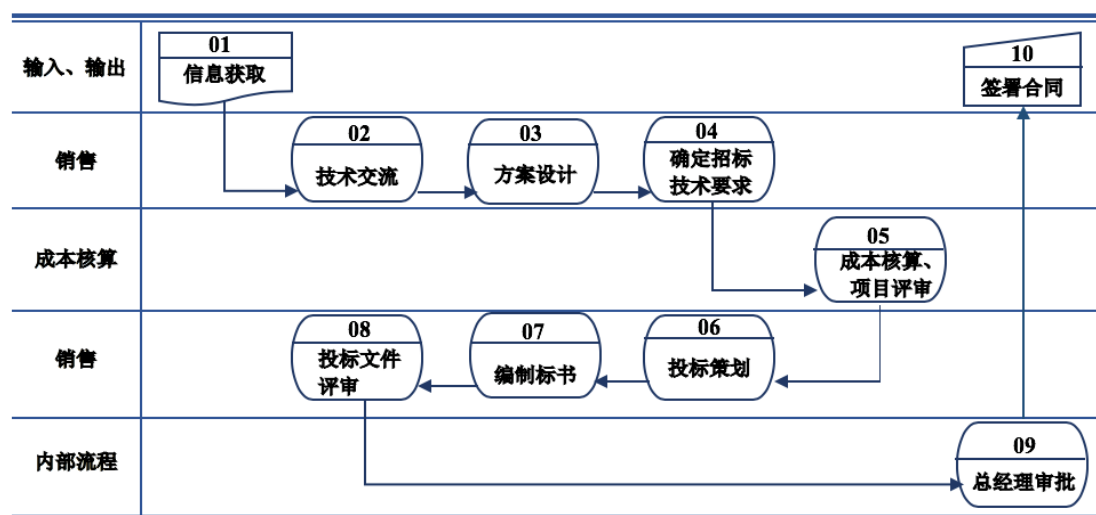 输入、输出
01
信息获取
10
签署合同
销售
02
技术交流
03
方案设计
04
确定招标
技术要求
成本核算
05
成本核算、
项目评审
销售
08
投标文件
评审
07
编制标书
06
投标策划
内部流程
09
总经理审批